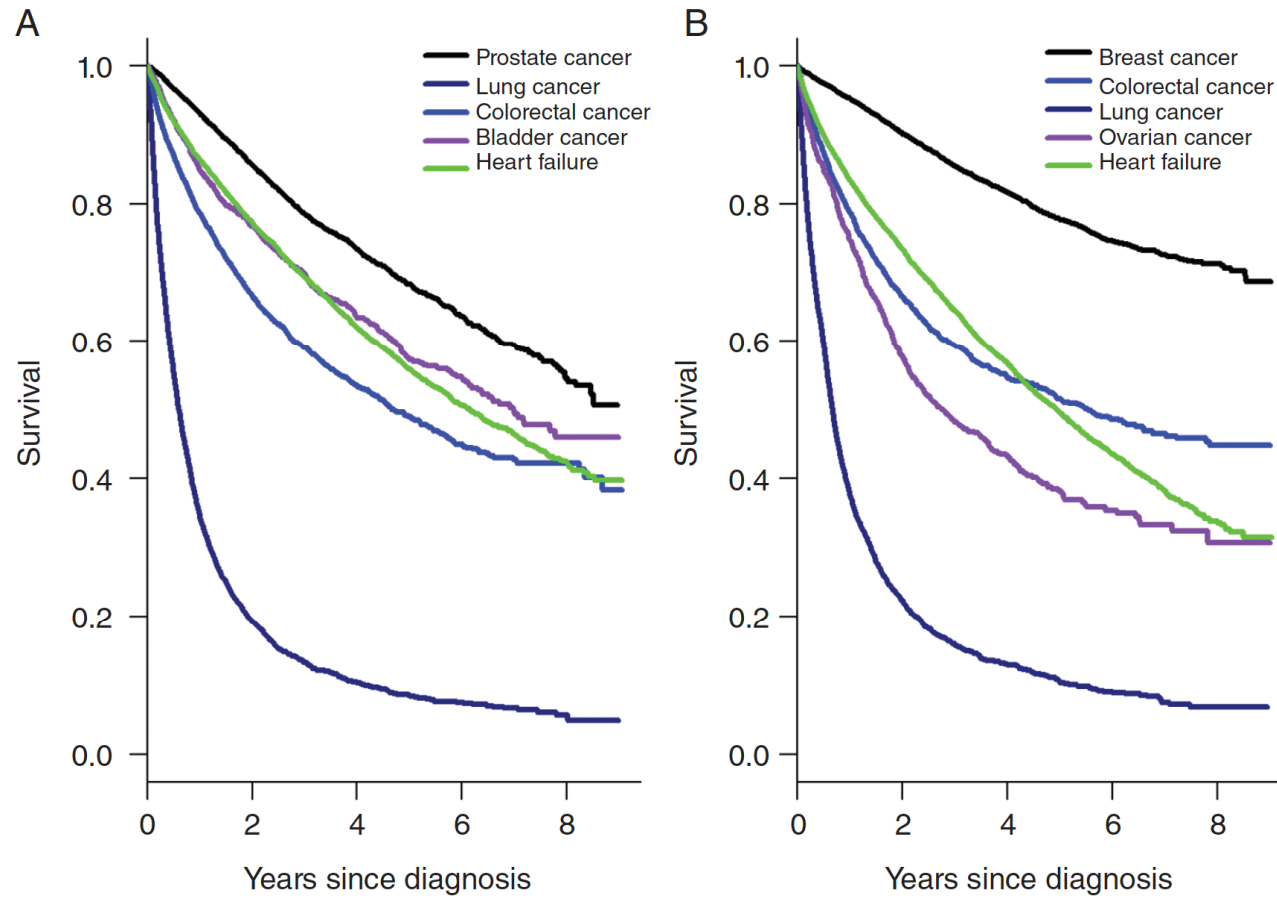 A
Prostate cancer
Lung cancer
Colorectal cancer
Bladder cancer
Heart failure
1.0
0.8
0.6
0.4
0.2
0.0
Survival
0 2 4 6 8
Years since diagnosis
B
Breast cancer
Colorectal cancer
Lung cancer
Ovarian cancer
Heart failure
1.0
0.8
0.6
0.4
0.2
0.0
Survival
0 2 4 6 8
Years since diagnosis